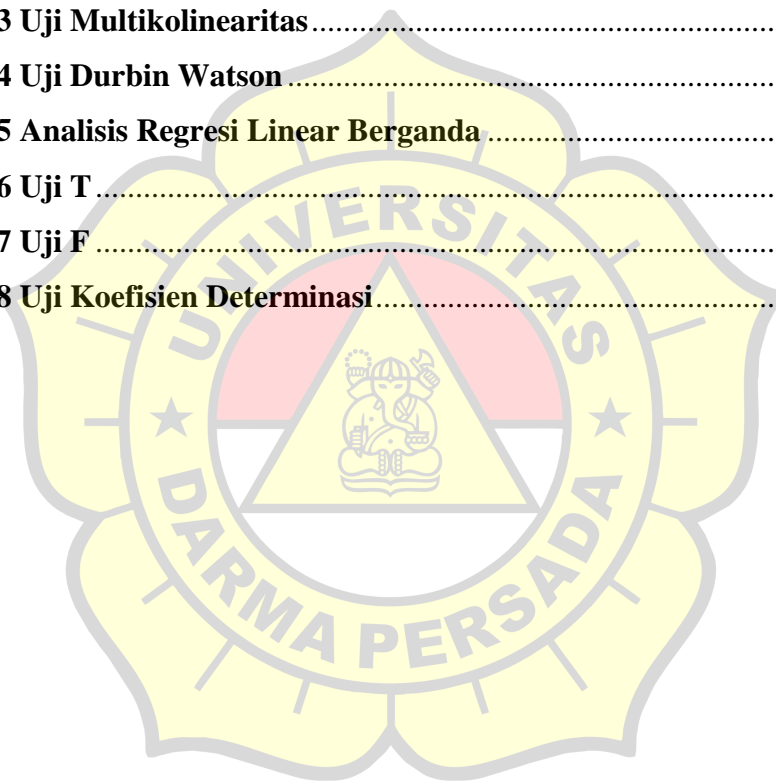 3 Uji Multikolinearitas........................................................................
4 Uji Durbin Watson...........................................................................
5 Analisis Regresi Linear Berganda.............................................
6 Uji T.....................................................................................................
7 Uji F.....................................................................................................
8 Uji Koefisien Determinasi..............................................................
UNIVERSITAS
DARMA PERSADA